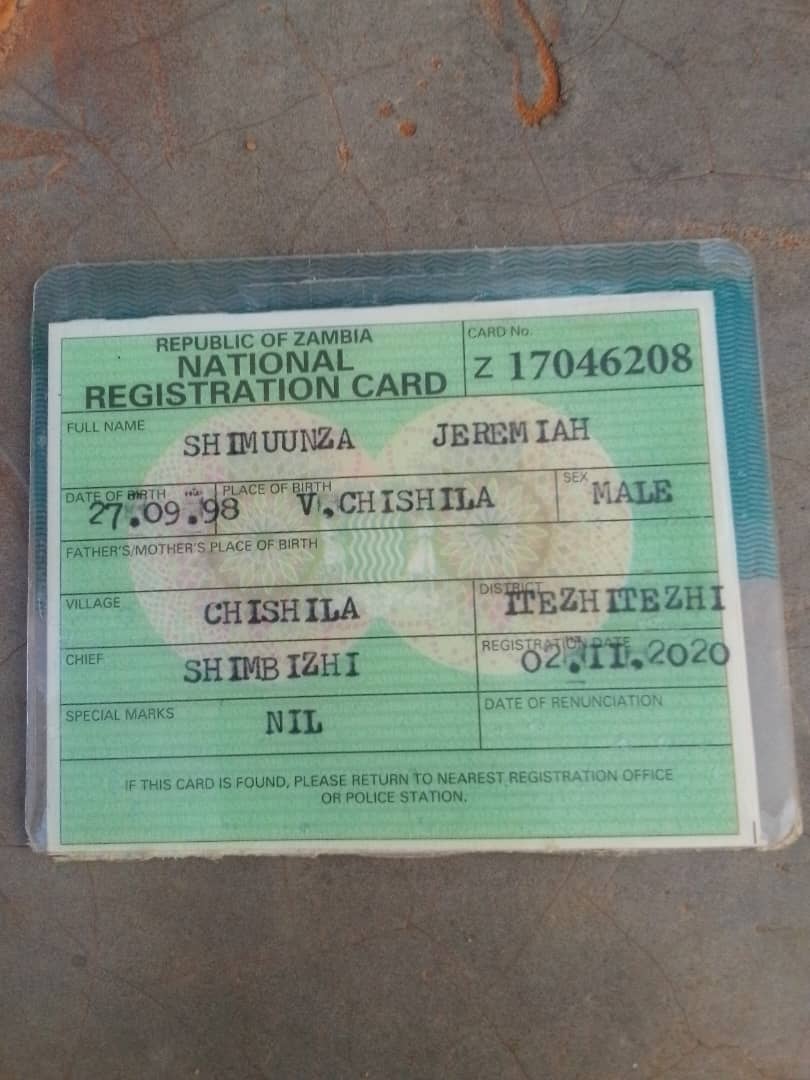 REPUBLIC OF ZAMBIA
NATIONAL
REGISTRATION CARD
CARD No.
Z 17046208
FULL NAME
SHIMUUNZA JEREMIAH
DATE OF BIRTH
27.09.98
PLACE OF BIRTH
V.CHISHILA
SEX
MALE
FATHER'S/MOTHER'S PLACE OF BIRTH
VILLAGE
CHISHILA
DISTRICT
ITEZHITEZHI
CHIEF
SHIMBIZHI
REGISTRATION DATE
02.II.2020
SPECIAL MARKS
NIL
DATE OF RENUNCIATION
IF THIS CARD IS FOUND, PLEASE RETURN TO NEAREST REGISTRATION OFFICE
OR POLICE STATION.